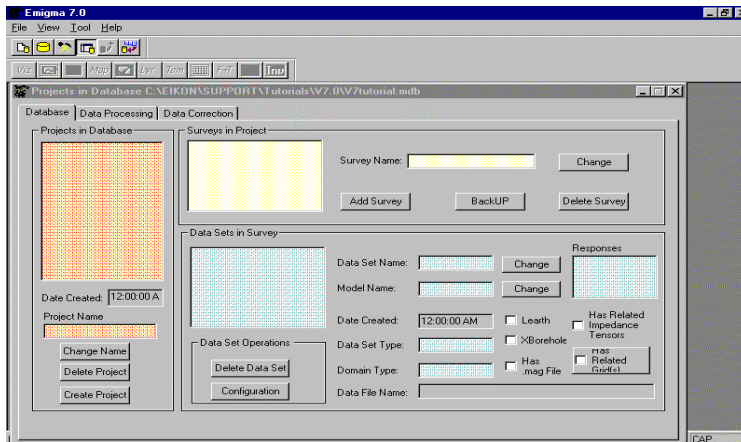 Emigma 7.0
File View Tool Help
Viz Map Lyr Tom F+T Inv
Projects in Database C:\EIKON\SUPPORT\Tutorials\V7.0\V7tutorial.mdb
Database Data Processing Data Correction
Projects in Database
Surveys in Project
Survey Name:
Change
Add Survey
BackUP
Delete Survey
Data Sets in Survey
Responses
Data Set Name:
Change
Model Name:
Change
Date Created: 12:00:00 A
Project Name
Change Name
Delete Project
Create Project
Date Created: 12:00:00 AM
Learth
Has Related
Impedance
Tensors
Data Set Operations
Data Set Type:
XBorehole
Delete Data Set
Domain Type:
Has
.mag File
Has
Related
Grid(s)
Configuration
Data File Name:
CAP